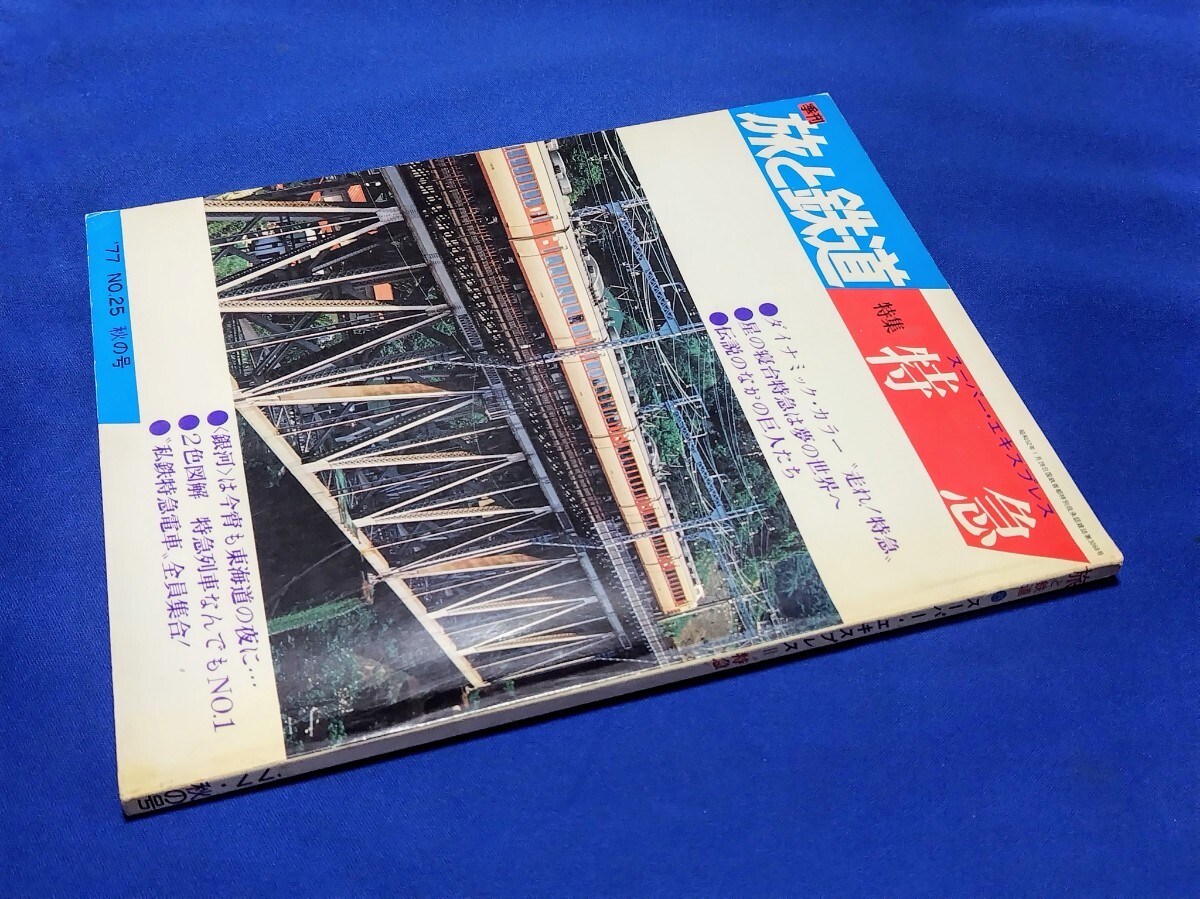 季刊
旅と鉄道
特集
特急
スーパー・エキスプレス
●ダイナミック・カラー〝走れ!特急〟
●星の寝台特急は夢の世界へ
●伝説のなかの巨人たち
'77 NO.25 秋の号
●〈銀河〉は今宵も東海道の夜に…
●2色図解 特急列車なんでもNO.1
●〝私鉄特急電車〟全員集合!
旅と鉄道
スーパー・エキスプレス
特急
'77・秋の号